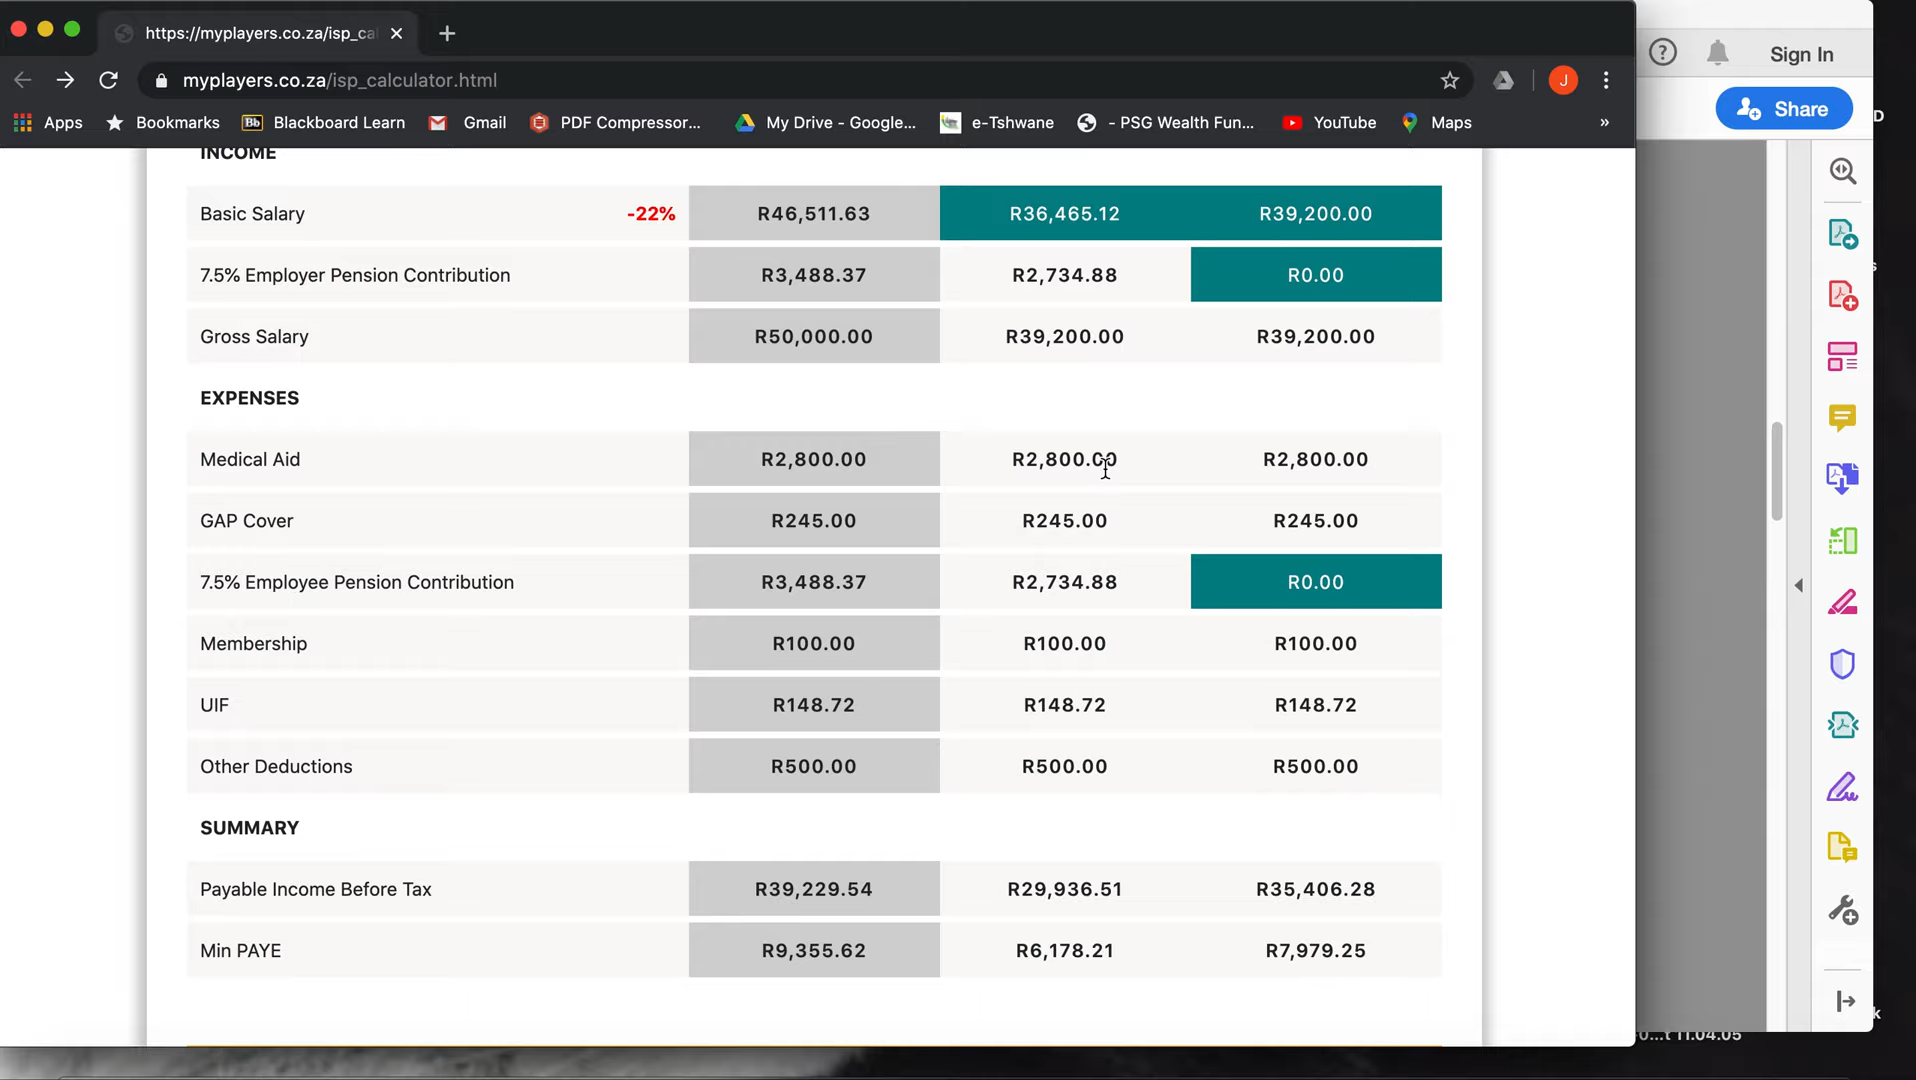 https://myplayers.co.za/isp_ca
Sign In
myplayers.co.za/isp_calculator.html
J
Share
Apps
Bookmarks
Bb Blackboard Learn
Gmail
PDF Compressor...
My Drive - Google...
e-Tshwane
- PSG Wealth Fun...
YouTube
Maps
»
INCOME
Basic Salary -22% R46,511.63 R36,465.12 R39,200.00
7.5% Employer Pension Contribution R3,488.37 R2,734.88 R0.00
Gross Salary R50,000.00 R39,200.00 R39,200.00
EXPENSES
Medical Aid R2,800.00 R2,800.00 R2,800.00
GAP Cover R245.00 R245.00 R245.00
7.5% Employee Pension Contribution R3,488.37 R2,734.88 R0.00
Membership R100.00 R100.00 R100.00
UIF R148.72 R148.72 R148.72
Other Deductions R500.00 R500.00 R500.00
SUMMARY
Payable Income Before Tax R39,229.54 R29,936.51 R35,406.28
Min PAYE R9,355.62 R6,178.21 R7,979.25